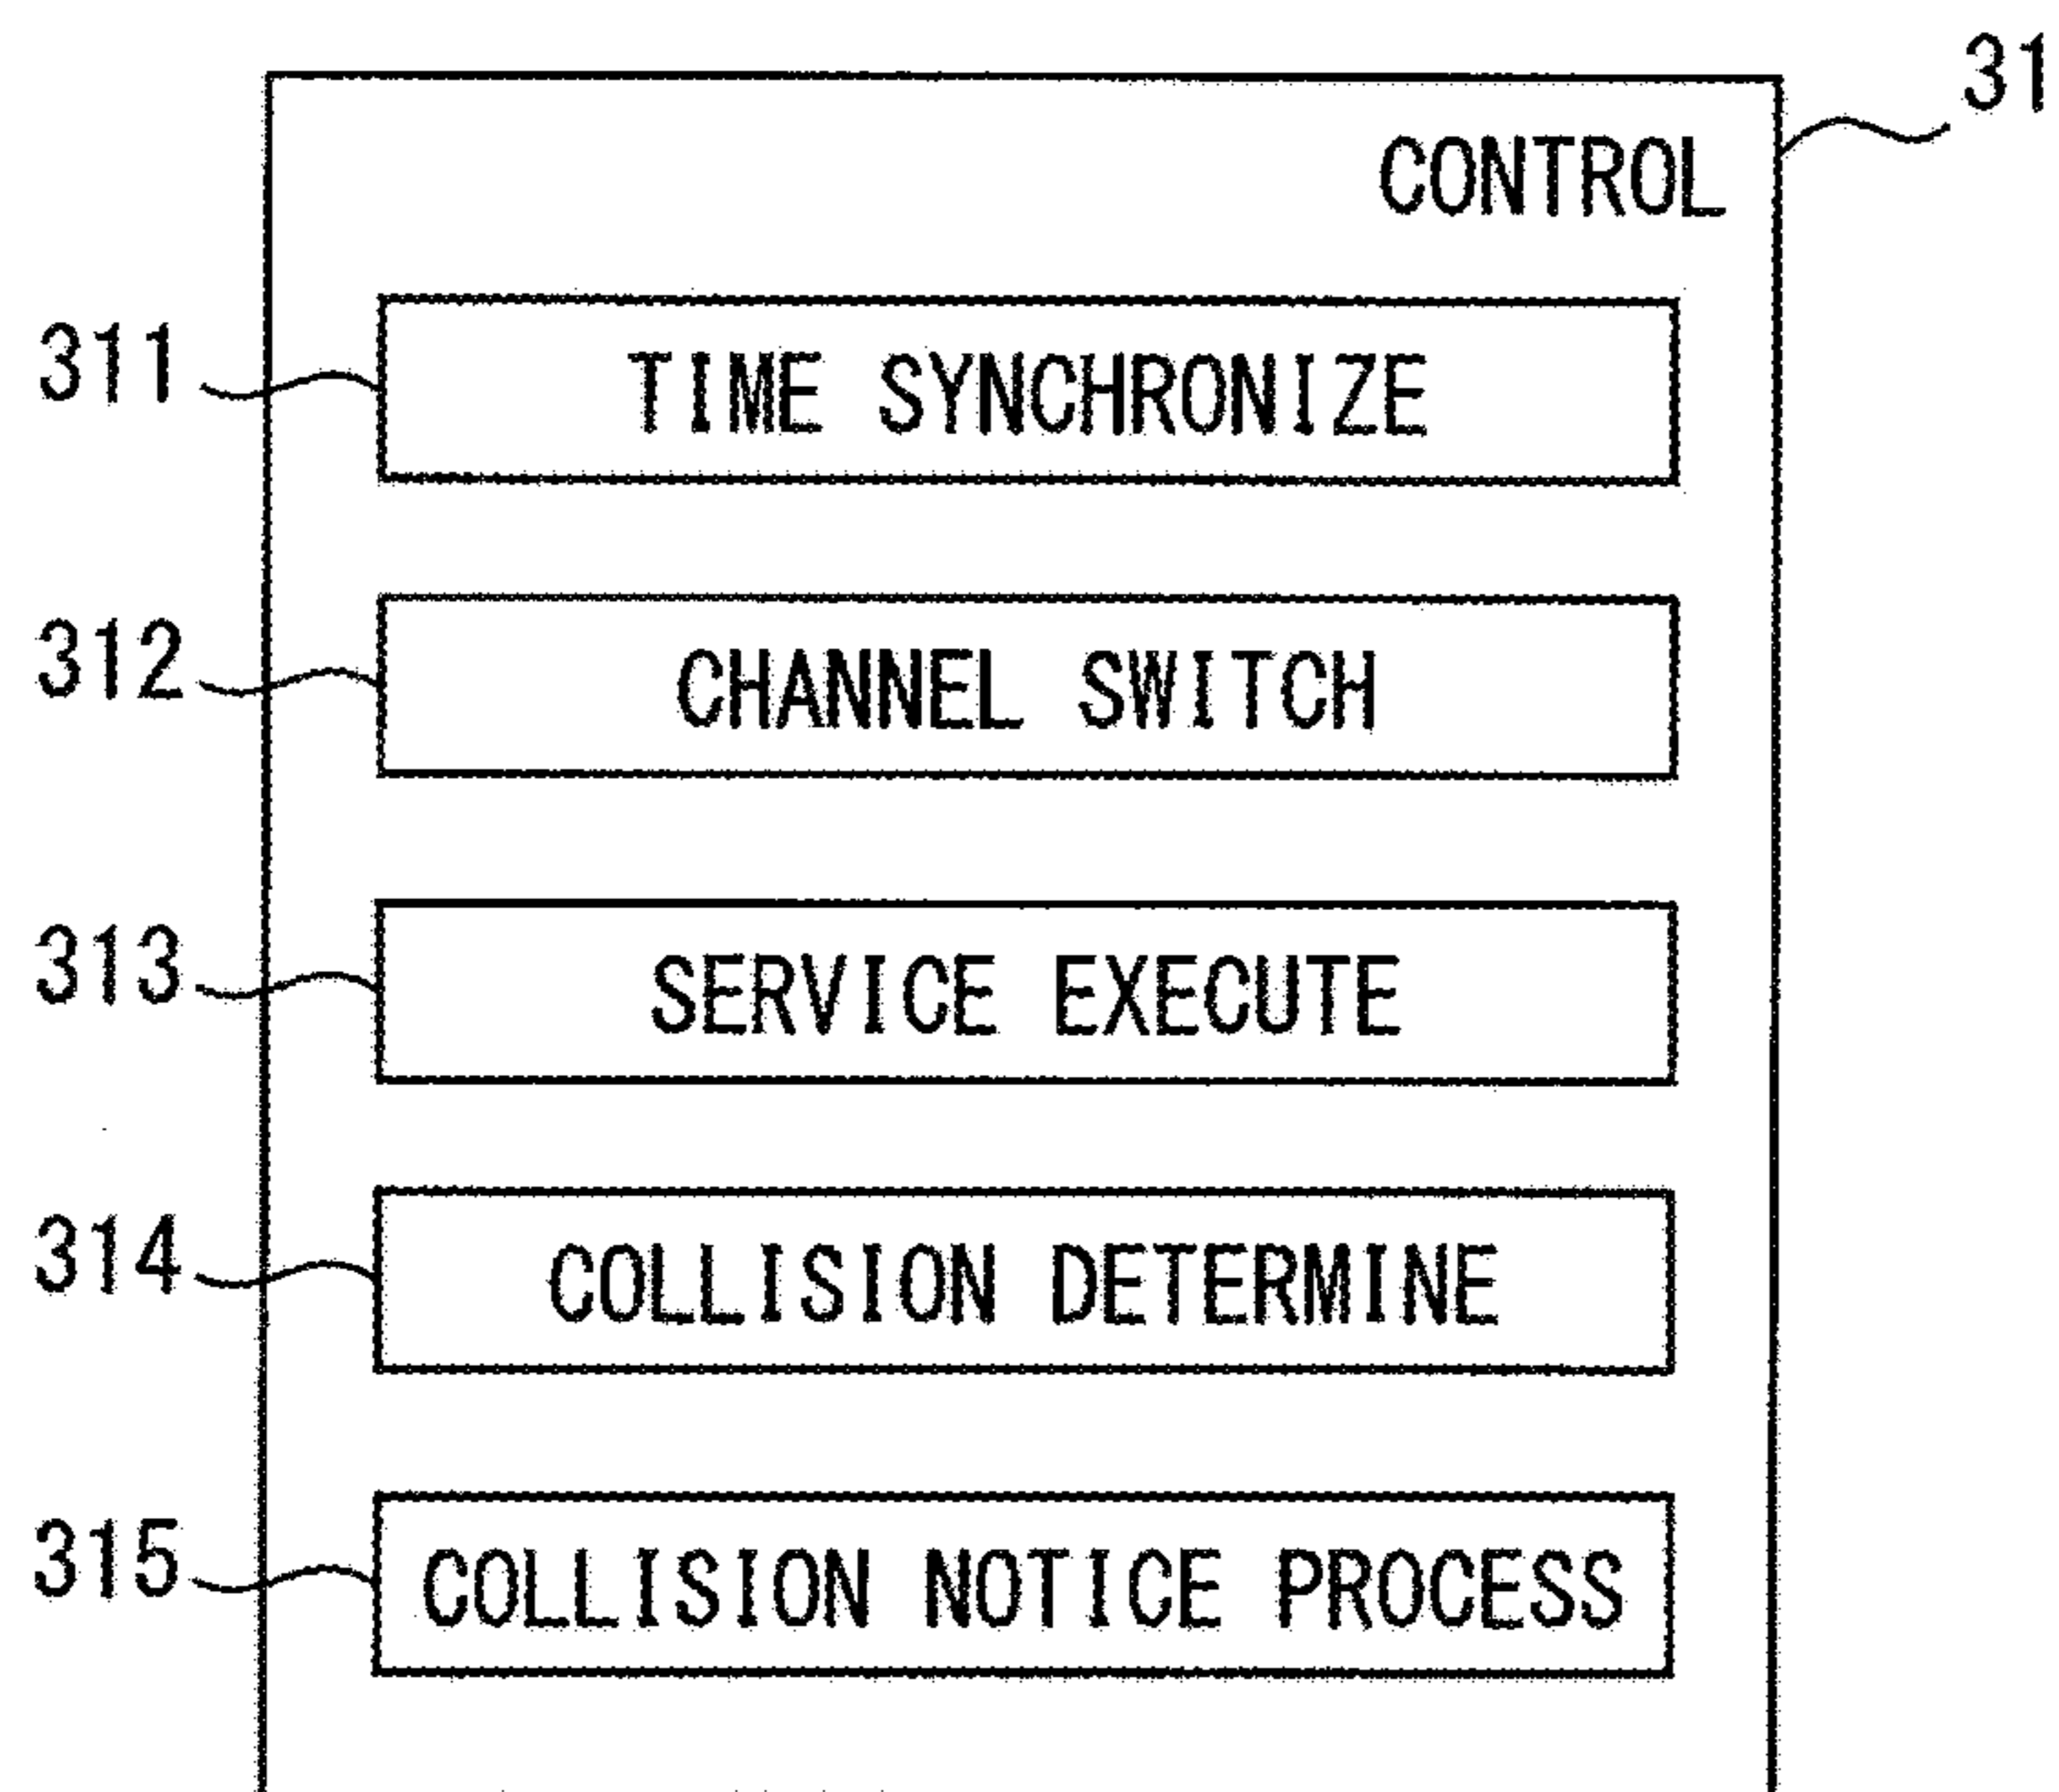 31
CONTROL
311 TIME SYNCHRONIZE
312 CHANNEL SWITCH
313 SERVICE EXECUTE
314 COLLISION DETERMINE
315 COLLISION NOTICE PROCESS